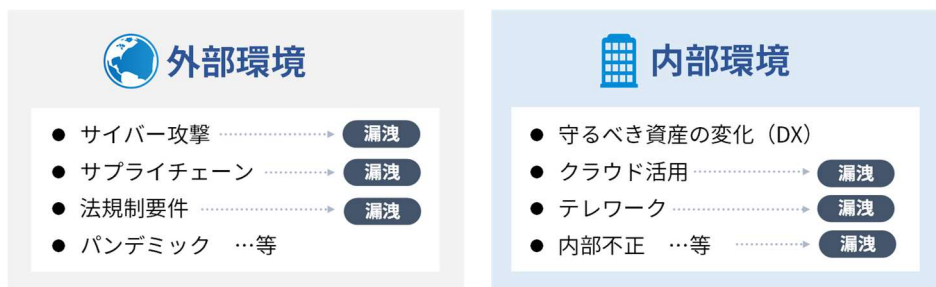 外部環境
サイバー攻撃 漏洩
サプライチェーン 漏洩
法規制要件 漏洩
パンデミック …等
内部環境
守るべき資産の変化（DX）
クラウド活用 漏洩
テレワーク 漏洩
内部不正 …等 漏洩